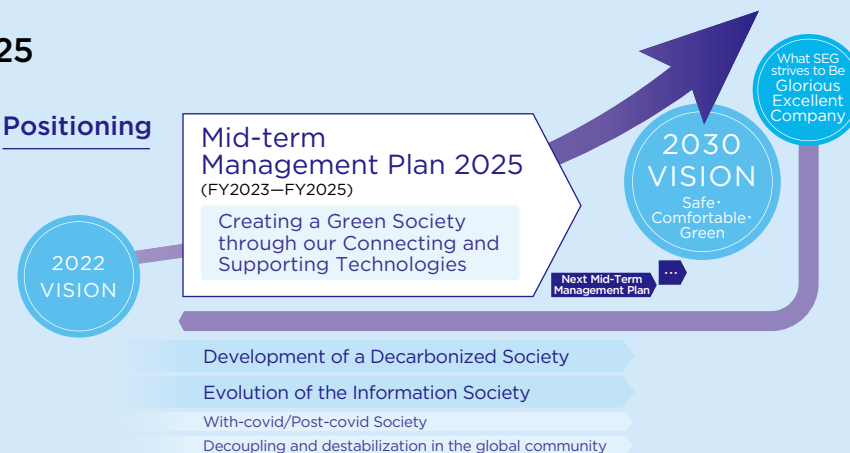 25
Positioning
Mid-term
Management Plan 2025
(FY2023—FY2025)
Creating a Green Society
through our Connecting and
Supporting Technologies
2022
VISION
Next Mid-Term
Management Plan
...
2030
VISION
Safe・
Comfortable・
Green
What SEG
strives to Be
Glorious
Excellent
Company
Development of a Decarbonized Society
Evolution of the Information Society
With-covid/Post-covid Society
Decoupling and destabilization in the global community